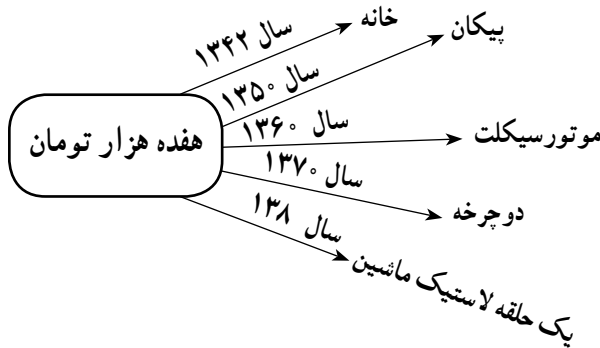 هفده هزار تومان
سال ۱۳۴۲
خانه
سال ۱۳۵۰
پیکان
سال ۱۳۶۰
موتورسیکلت
سال ۱۳۷۰
دوچرخه
سال ۱۳۸
یک حلقه لاستیک ماشین